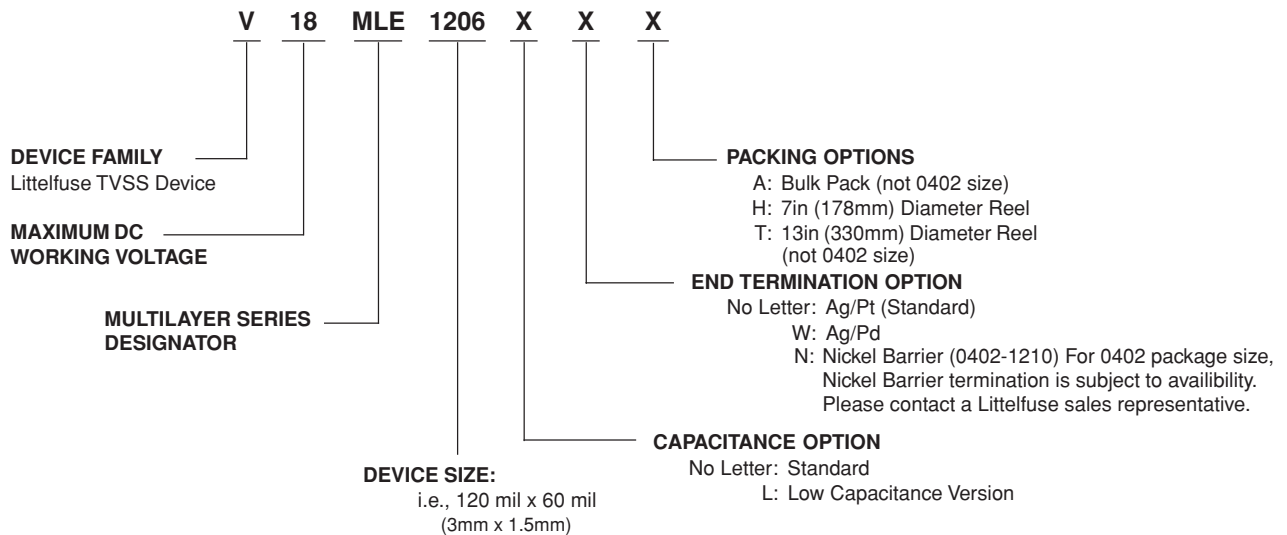 V 18 MLE 1206 X X X
DEVICE FAMILY
Littelfuse TVSS Device
MAXIMUM DC
WORKING VOLTAGE
MULTILAYER SERIES
DESIGNATOR
DEVICE SIZE:
i.e., 120 mil x 60 mil
(3mm x 1.5mm)
PACKING OPTIONS
A: Bulk Pack (not 0402 size)
H: 7in (178mm) Diameter Reel
T: 13in (330mm) Diameter Reel
(not 0402 size)
END TERMINATION OPTION
No Letter: Ag/Pt (Standard)
W: Ag/Pd
N: Nickel Barrier (0402-1210) For 0402 package size,
Nickel Barrier termination is subject to availibility.
Please contact a Littelfuse sales representative.
CAPACITANCE OPTION
No Letter: Standard
L: Low Capacitance Version